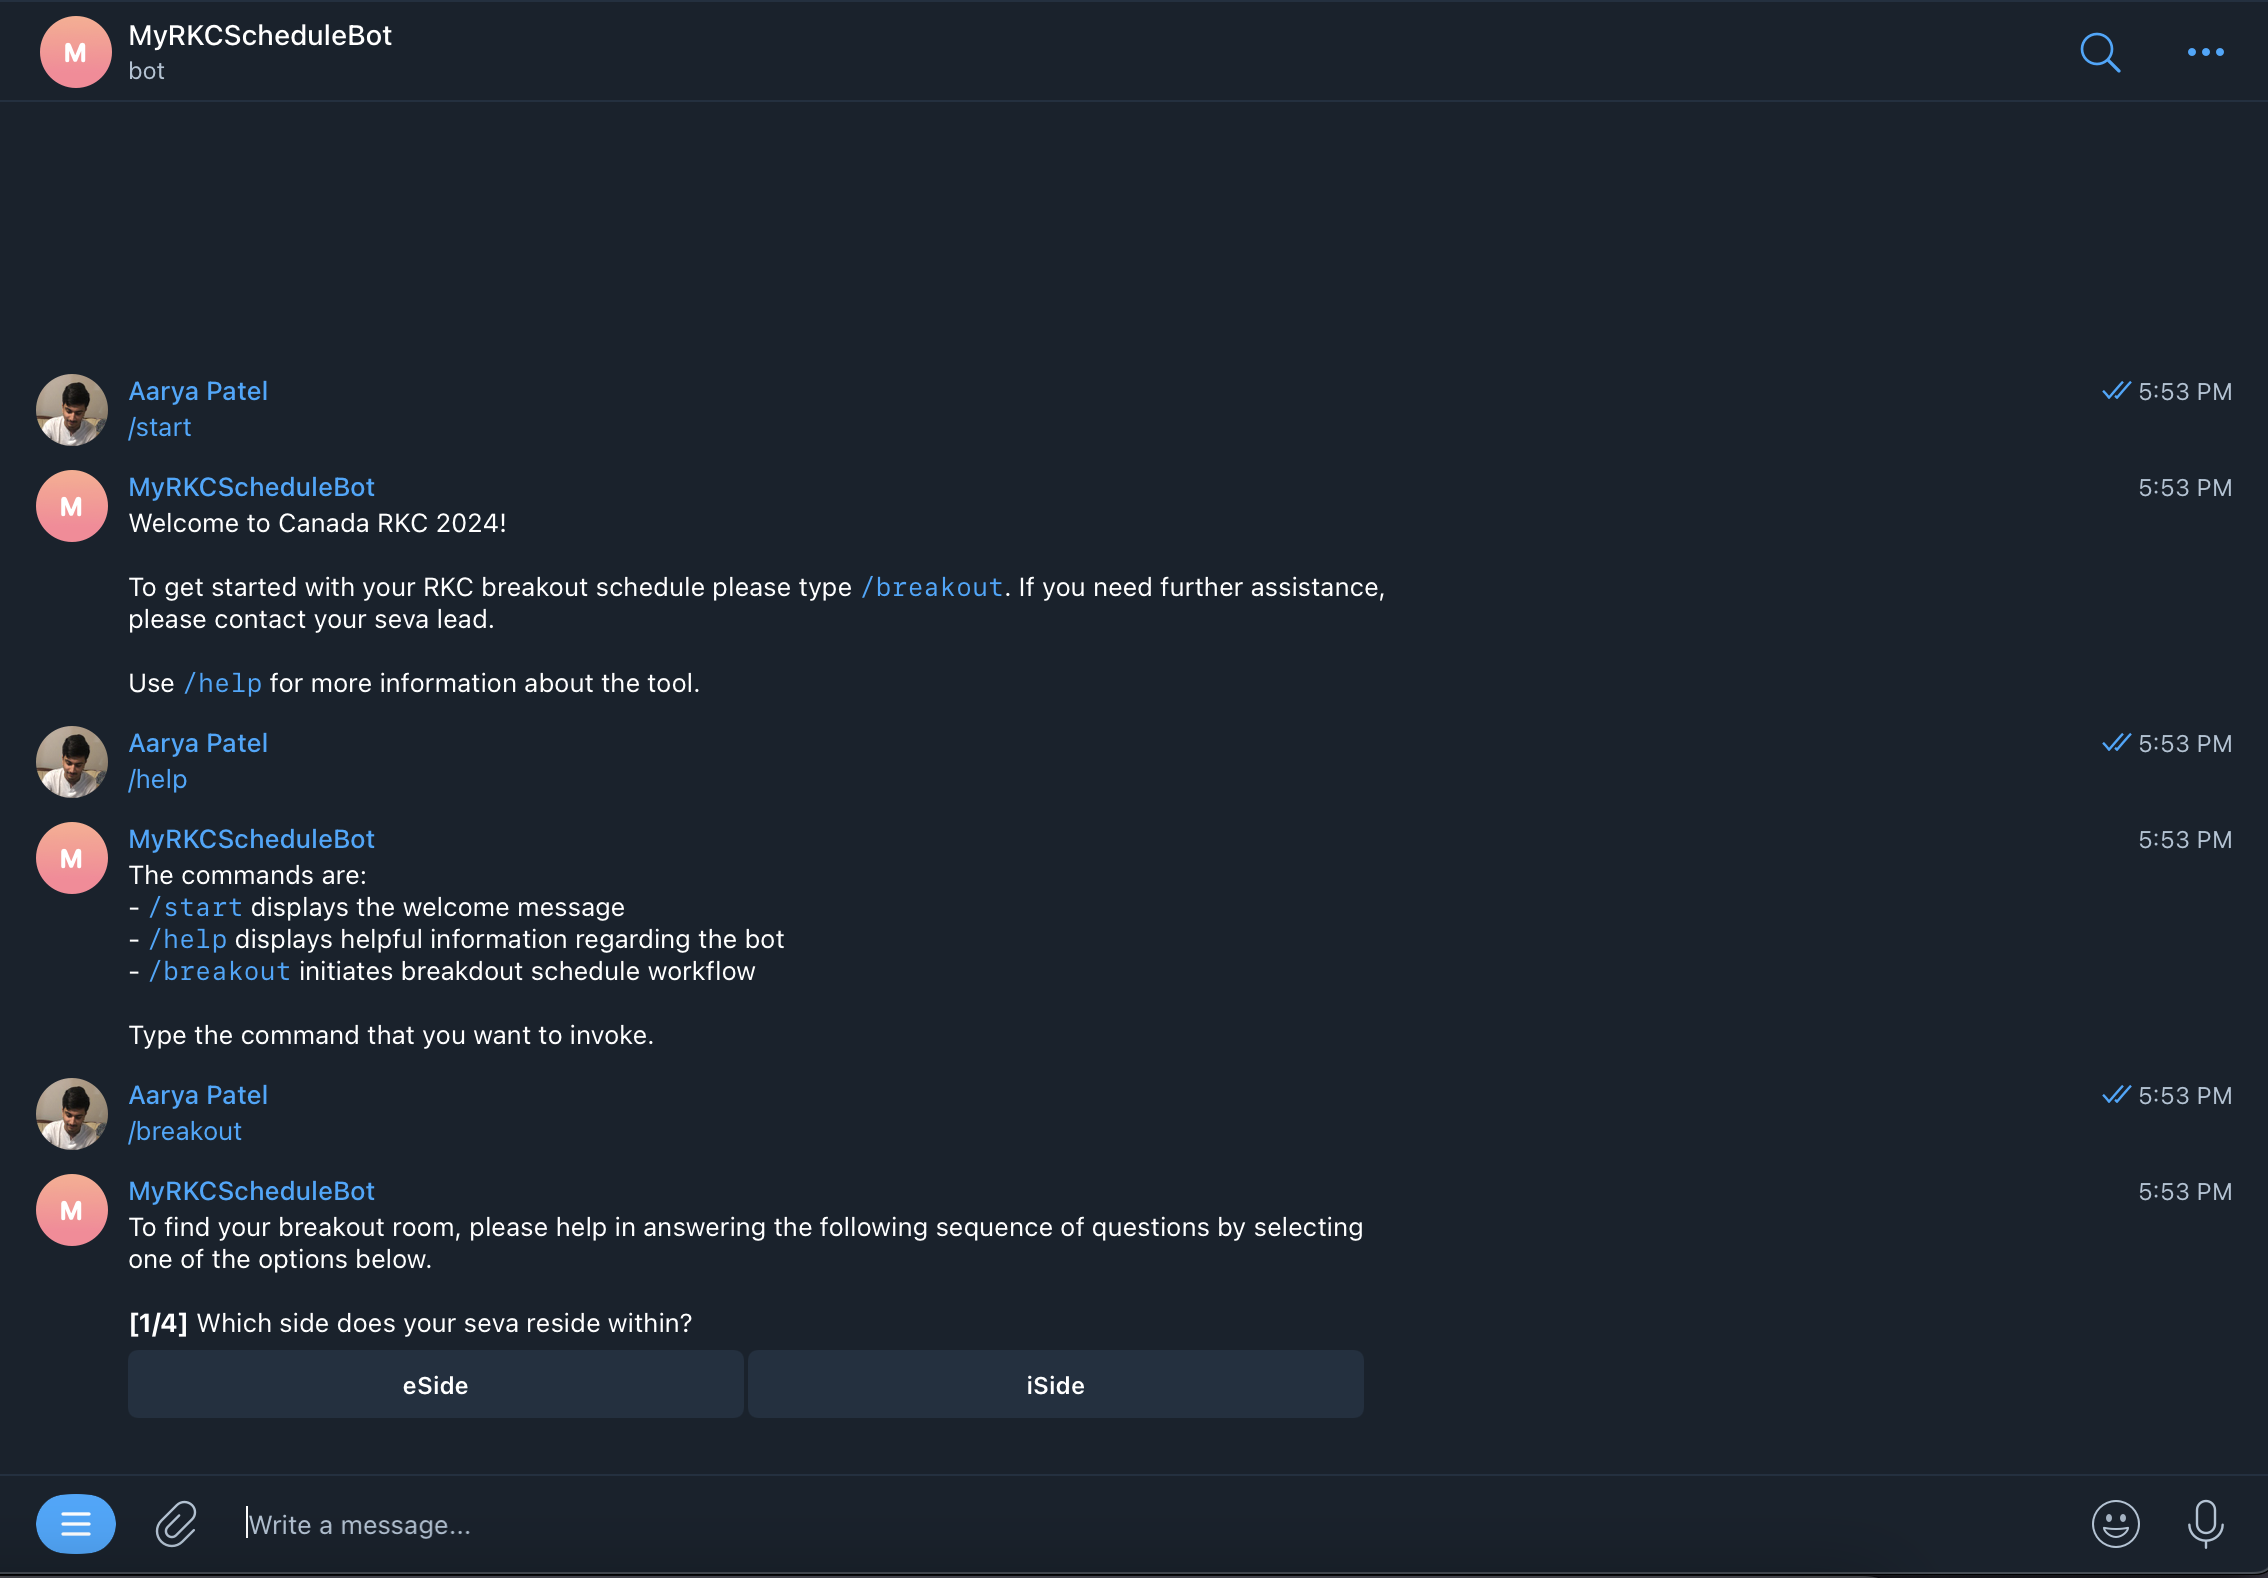 M
MyRKCScheduleBot
bot
Aarya Patel
5:53 PM
/start
M
MyRKCScheduleBot
5:53 PM
Welcome to Canada RKC 2024!
To get started with your RKC breakout schedule please type /breakout. If you need further assistance,
please contact your seva lead.
Use /help for more information about the tool.
Aarya Patel
5:53 PM
/help
M
MyRKCScheduleBot
5:53 PM
The commands are:
- /start displays the welcome message
- /help displays helpful information regarding the bot
- /breakout initiates breakdout schedule workflow
Type the command that you want to invoke.
Aarya Patel
5:53 PM
/breakout
M
MyRKCScheduleBot
5:53 PM
To find your breakout room, please help in answering the following sequence of questions by selecting
one of the options below.
[1/4] Which side does your seva reside within?
eSide
iSide
Write a message...